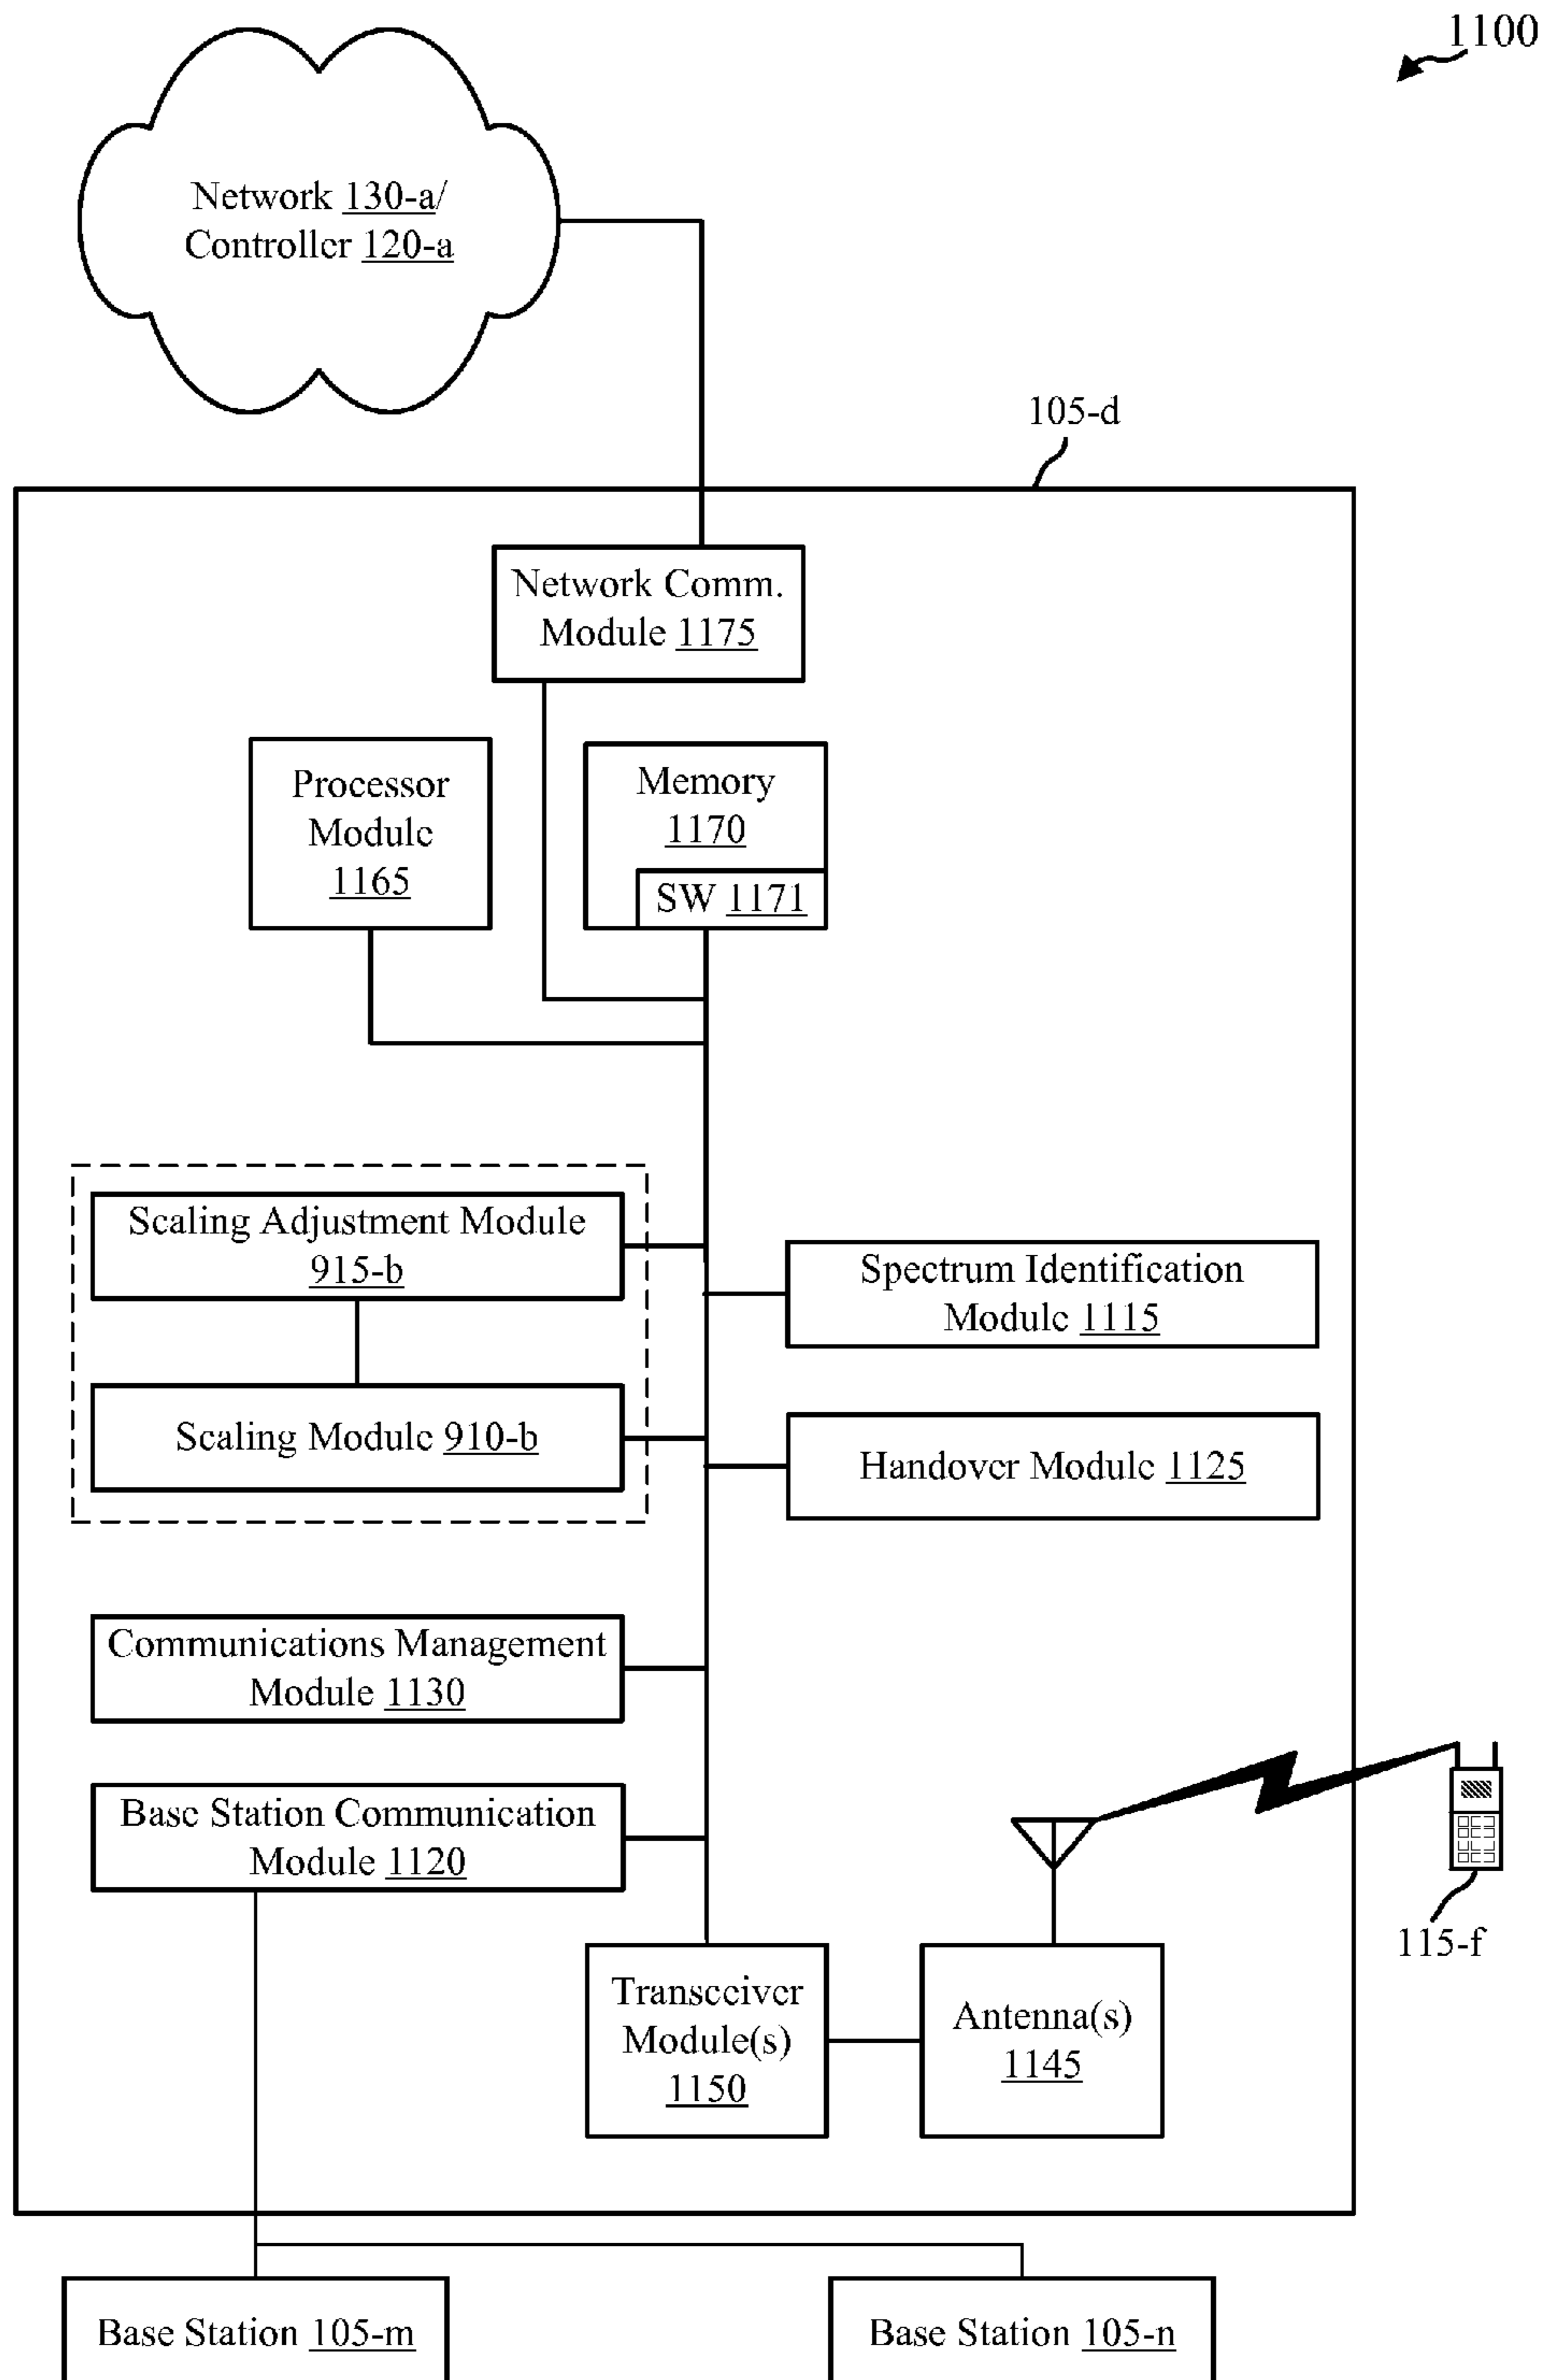 1100
Network 130-a/
Controller 120-a
105-d
Network Comm.
Module 1175
Processor
Module
1165
Memory
1170
SW 1171
Scaling Adjustment Module
915-b
Spectrum Identification
Module 1115
Scaling Module 910-b
Handover Module 1125
Communications Management
Module 1130
Base Station Communication
Module 1120
115-f
Transceiver
Module(s)
1150
Antenna(s)
1145
Base Station 105-m
Base Station 105-n